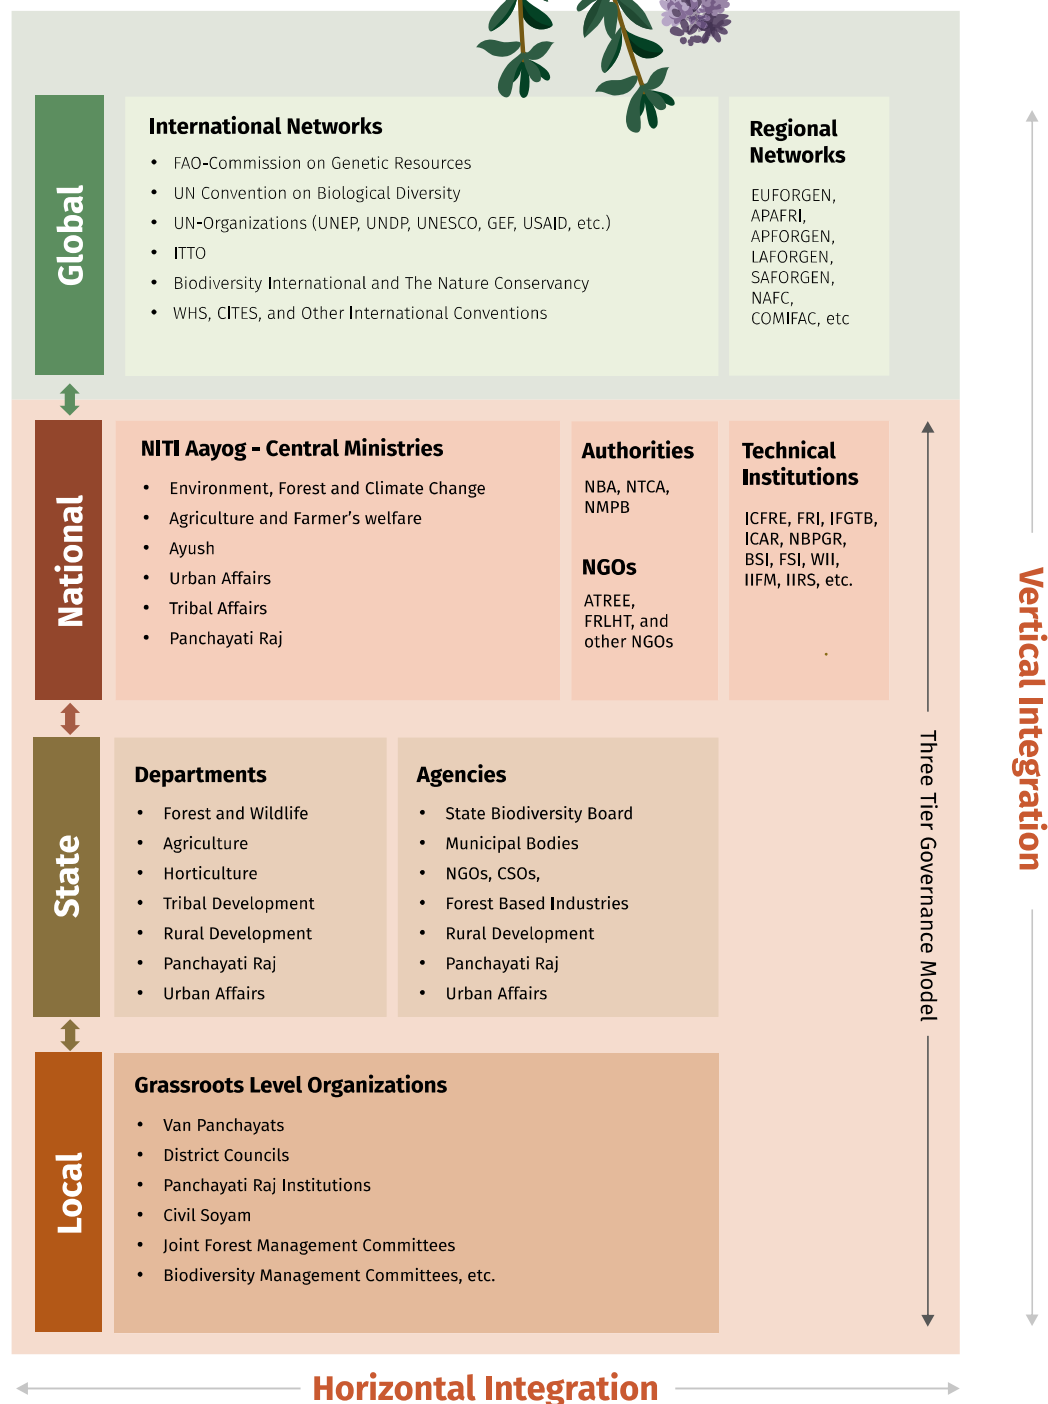 Global
International Networks
• FAO-Commission on Genetic Resources
• UN Convention on Biological Diversity
• UN-Organizations (UNEP, UNDP, UNESCO, GEF, USAID, etc.)
• ITTO
• Biodiversity International and The Nature Conservancy
• WHS, CITES, and Other International Conventions
Regional
Networks
EUFORGEN,
APAFRI,
APFORGEN,
LAFORGEN,
SAFORGEN,
NAFC,
COMIFAC, etc
National
NITI Aayog - Central Ministries
• Environment, Forest and Climate Change
• Agriculture and Farmer's welfare
• Ayush
• Urban Affairs
• Tribal Affairs
• Panchayati Raj
Authorities
NBA, NTCA,
NMPB
NGOs
ATREE,
FRLHT, and
other NGOs
Technical
Institutions
ICFRE, FRI, IFGTB,
ICAR, NBPGR,
BSI, FSI, WII,
IIFM, IIRS, etc.
State
Departments
• Forest and Wildlife
• Agriculture
• Horticulture
• Tribal Development
• Rural Development
• Panchayati Raj
• Urban Affairs
Agencies
• State Biodiversity Board
• Municipal Bodies
• NGOs, CSOs,
• Forest Based Industries
• Rural Development
• Panchayati Raj
• Urban Affairs
Local
Grassroots Level Organizations
• Van Panchayats
• District Councils
• Panchayati Raj Institutions
• Civil Soyam
• Joint Forest Management Committees
• Biodiversity Management Committees, etc.
Three Tier Governance Model
Vertical Integration
Horizontal Integration